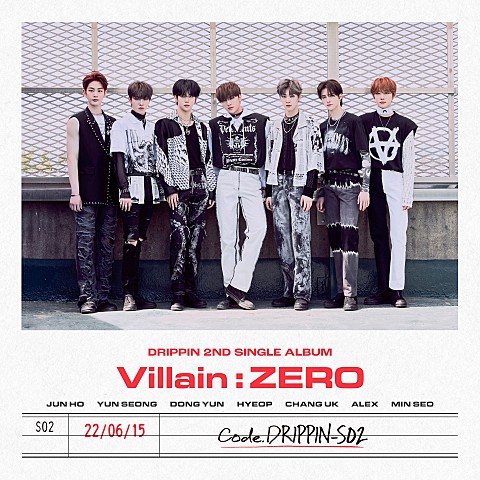 DRIPPIN 2ND SINGLE ALBUM
Villain : ZERO
JUN HO YUN SEONG DONG YUN HYEOP CHANG UK ALEX MIN SEO
S02 22/06/15 Code.DRIPPIN-S02